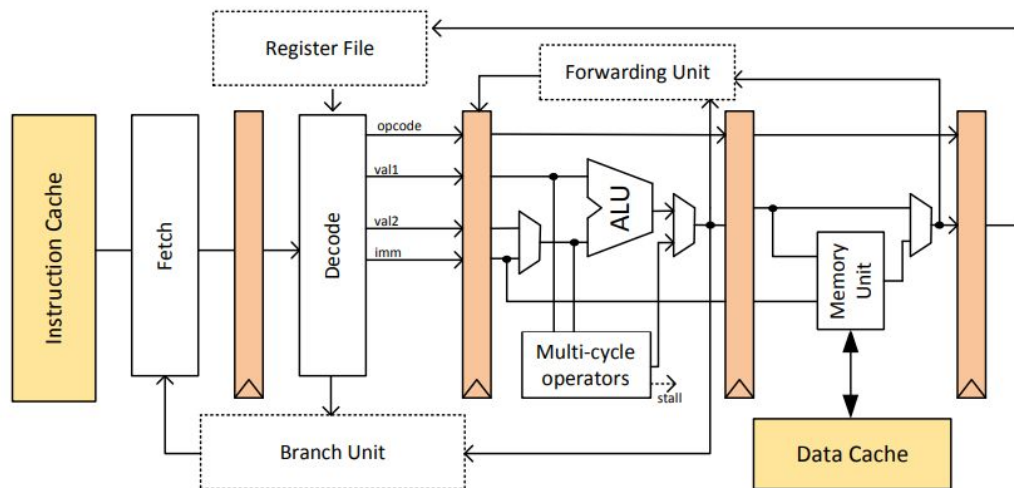 Register File
Forwarding Unit
Instruction Cache
Fetch
Decode
opcode
val1
val2
imm
ALU
Multi-cycle
operators
stall
Memory
Unit
Branch Unit
Data Cache